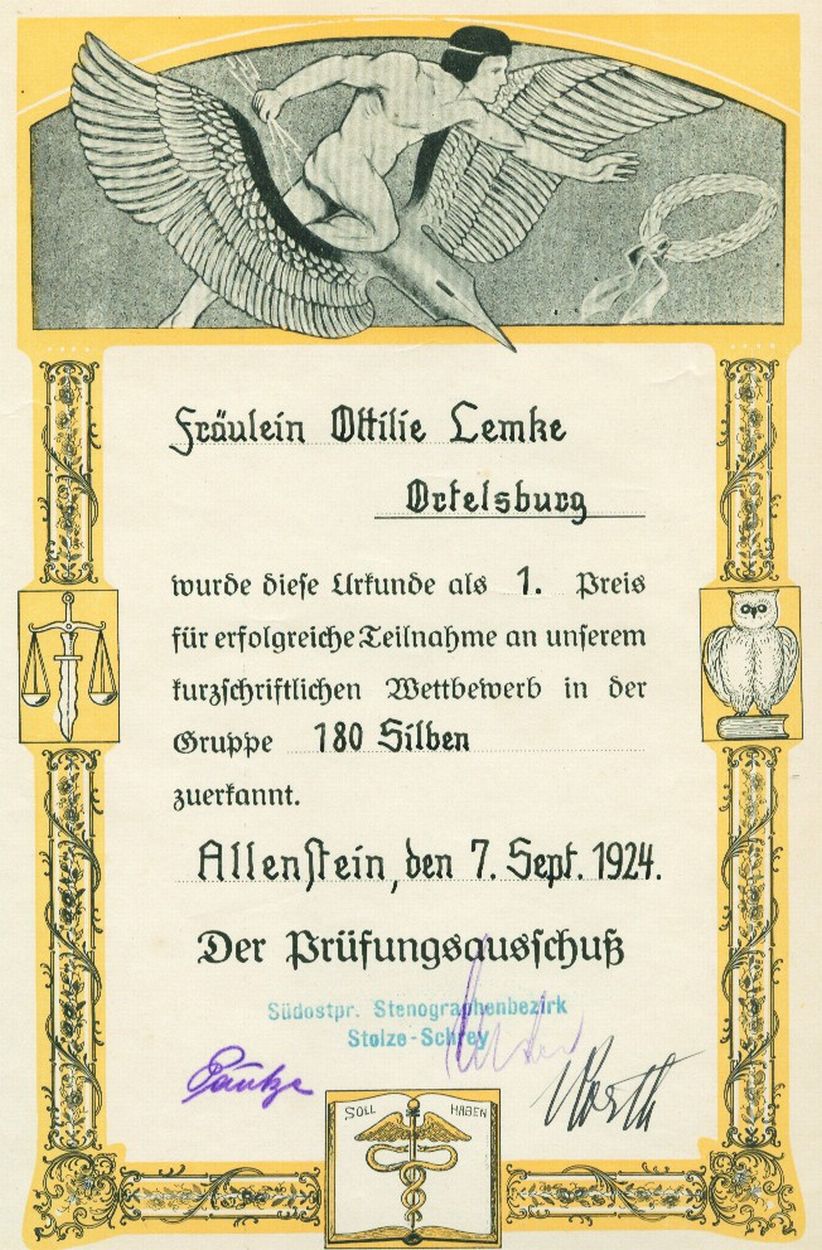 Fräulein Ottilie Lemke
Ortelsburg
wurde diese Urkunde als 1. Preis
für erfolgreiche Teilnahme an unserem
kurzschriftlichen Wettbewerb in der
Gruppe 180 Silben
zuerkannt.
Allenstein, den 7. Sept. 1924.
Der Prüfungsausschuß
Südostpr. Stenographenbezirk
Stolze-Schrey
SOLL HABEN